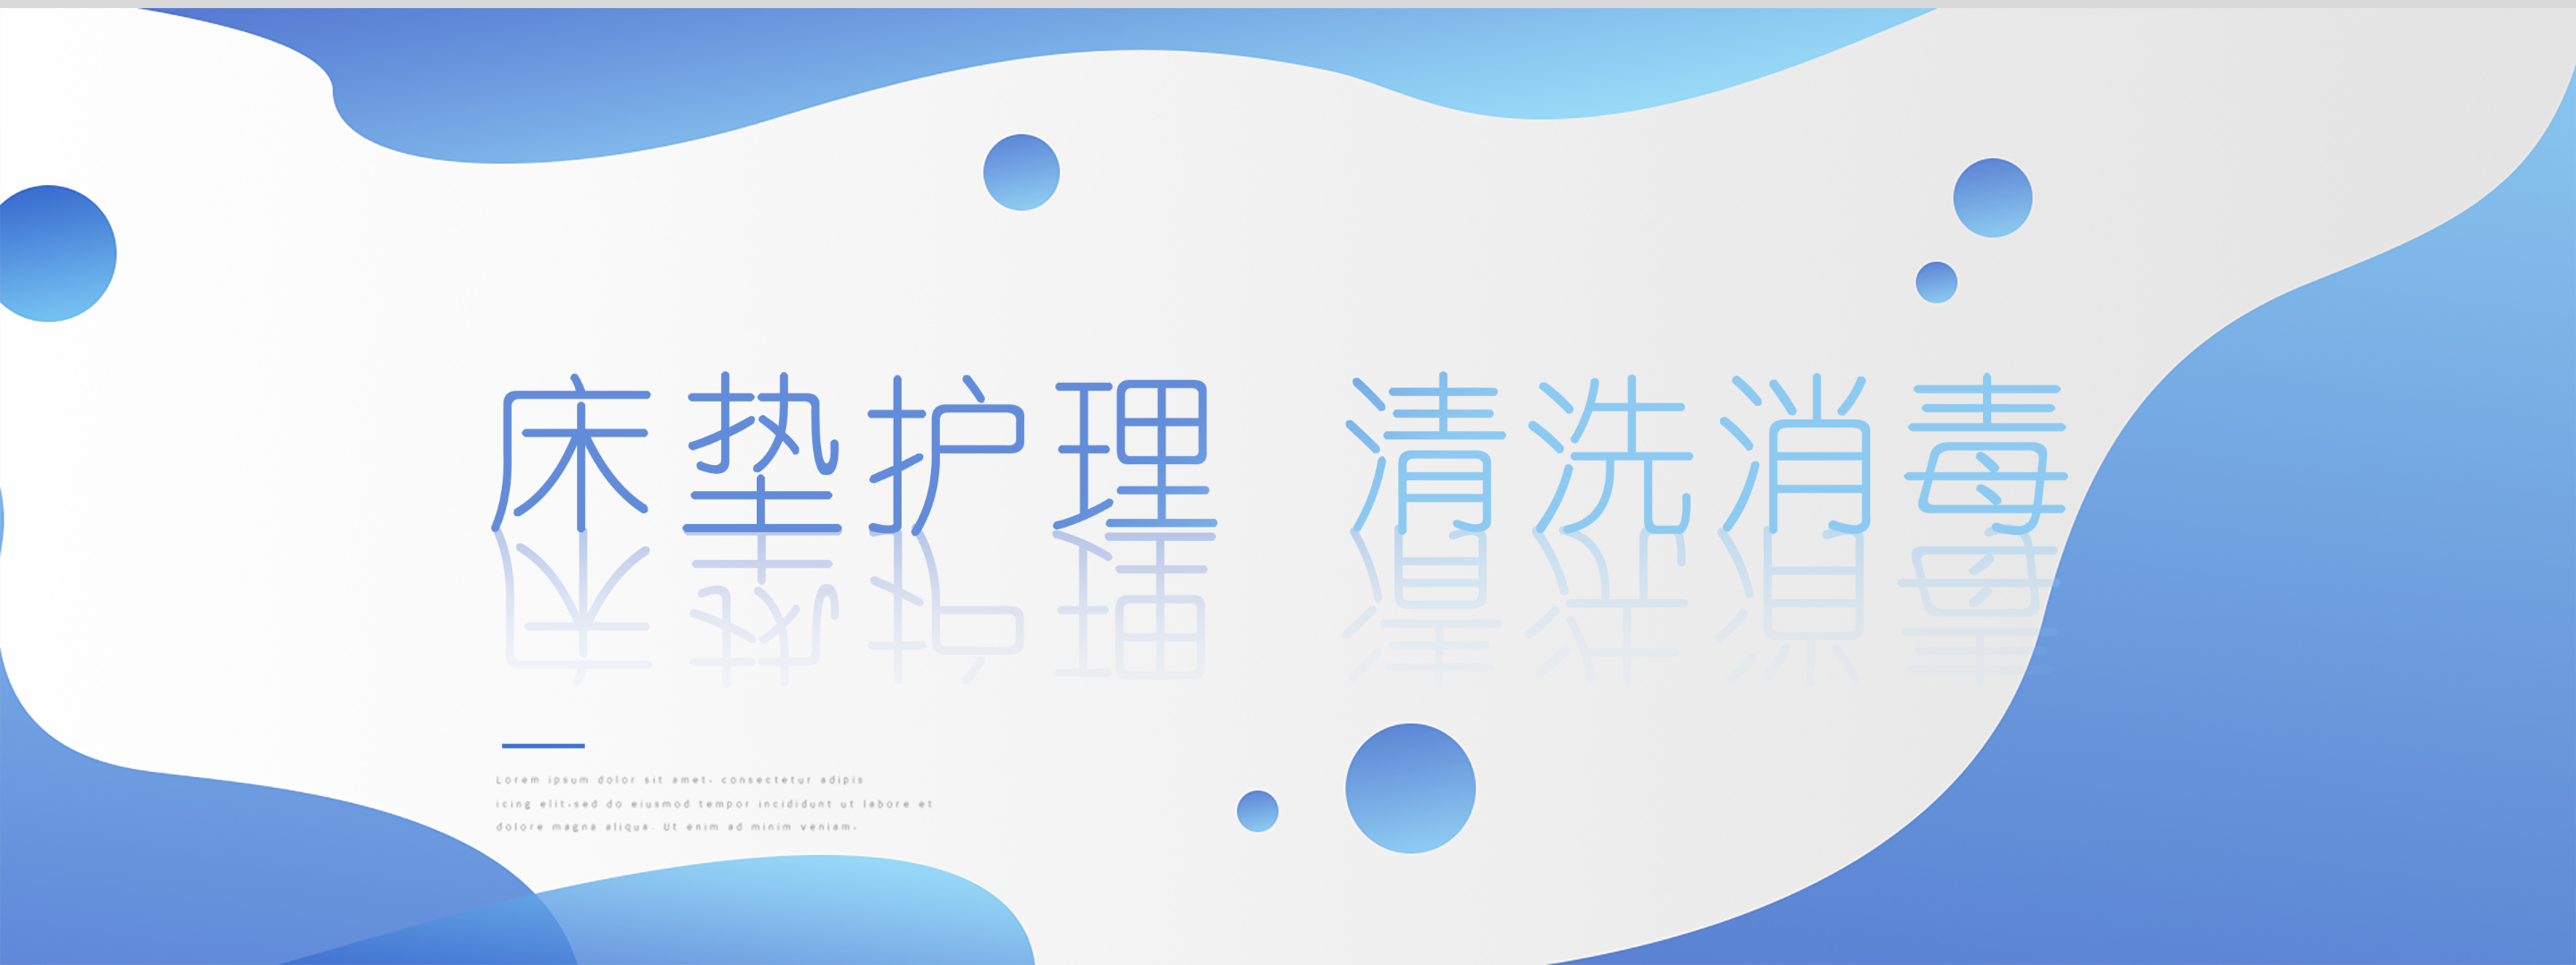 床垫护理 清洗消毒
Lorem ipsum dolor sit amet, consectetur adipis
icing elit,sed do eiusmod tempor incididunt ut labore et
dolore magna aliqua. Ut enim ad minim veniam,